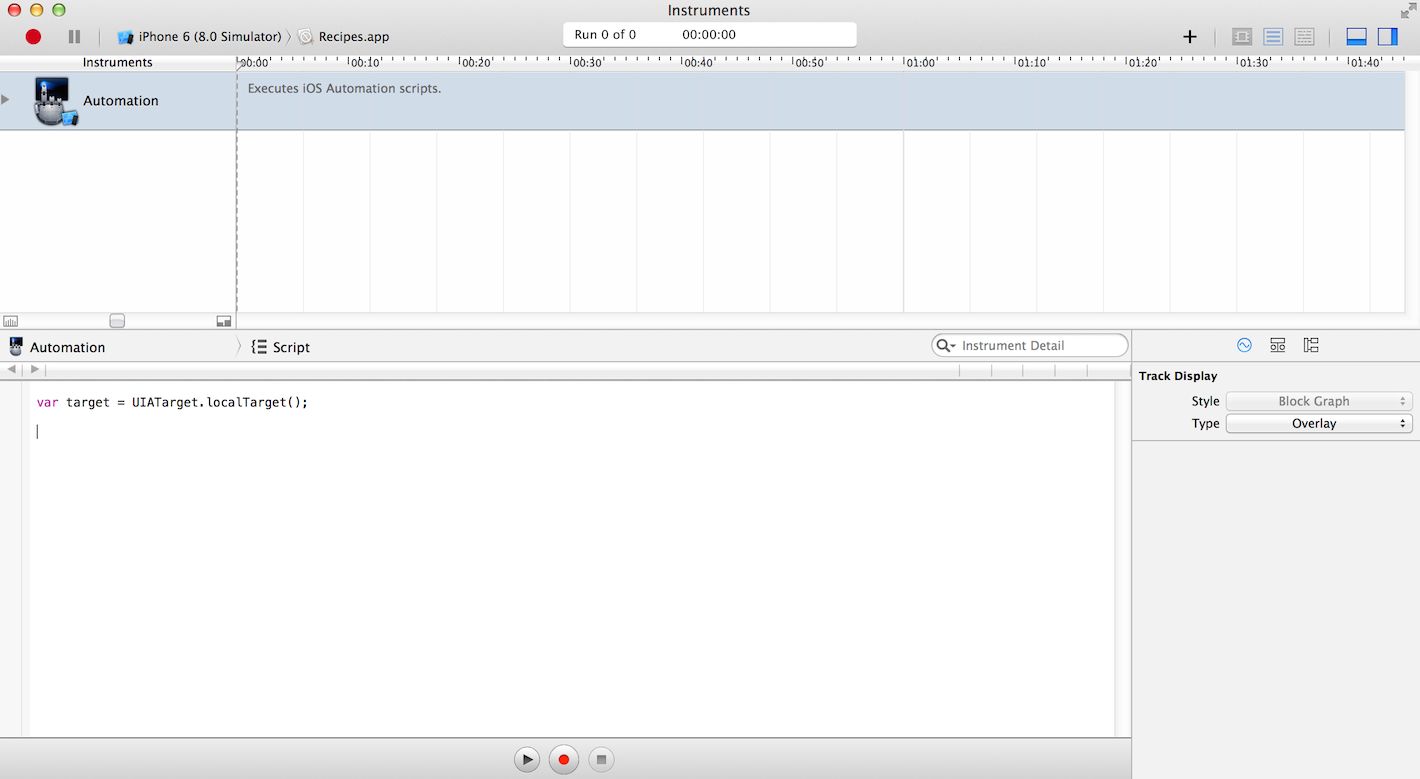 Instruments
iPhone 6 (8.0 Simulator) Recipes.app
Run 0 of 0 00:00:00
Instruments
00:00 00:10 00:20 00:30 00:40 00:50 01:00 01:10 01:20 01:30 01:40
Automation
Executes iOS Automation scripts.
Automation Script
Instrument Detail
Track Display
Style Block Graph
Type Overlay
var target = UIATarget.localTarget();